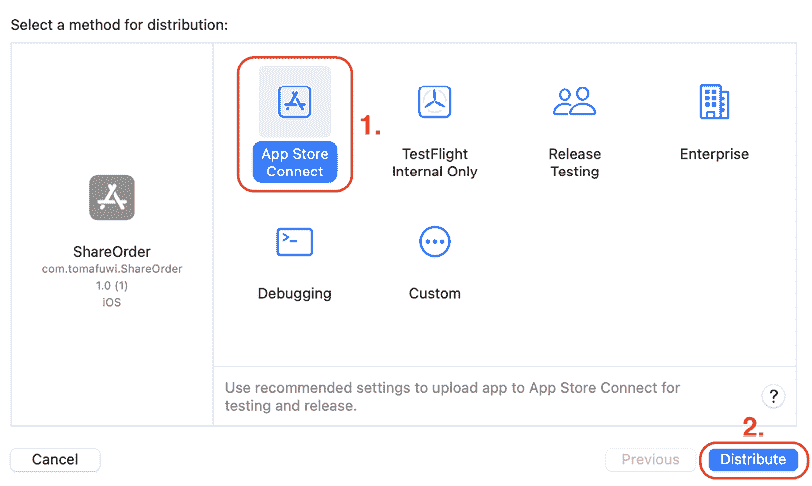 Select a method for distribution:
App Store
Connect
1.
TestFlight
Internal Only
Release
Testing
Enterprise
ShareOrder
com.tomafuwi.ShareOrder
1.0 (1)
iOS
Debugging
Custom
Use recommended settings to upload app to App Store Connect for
testing and release.
?
2.
Cancel
Previous
Distribute